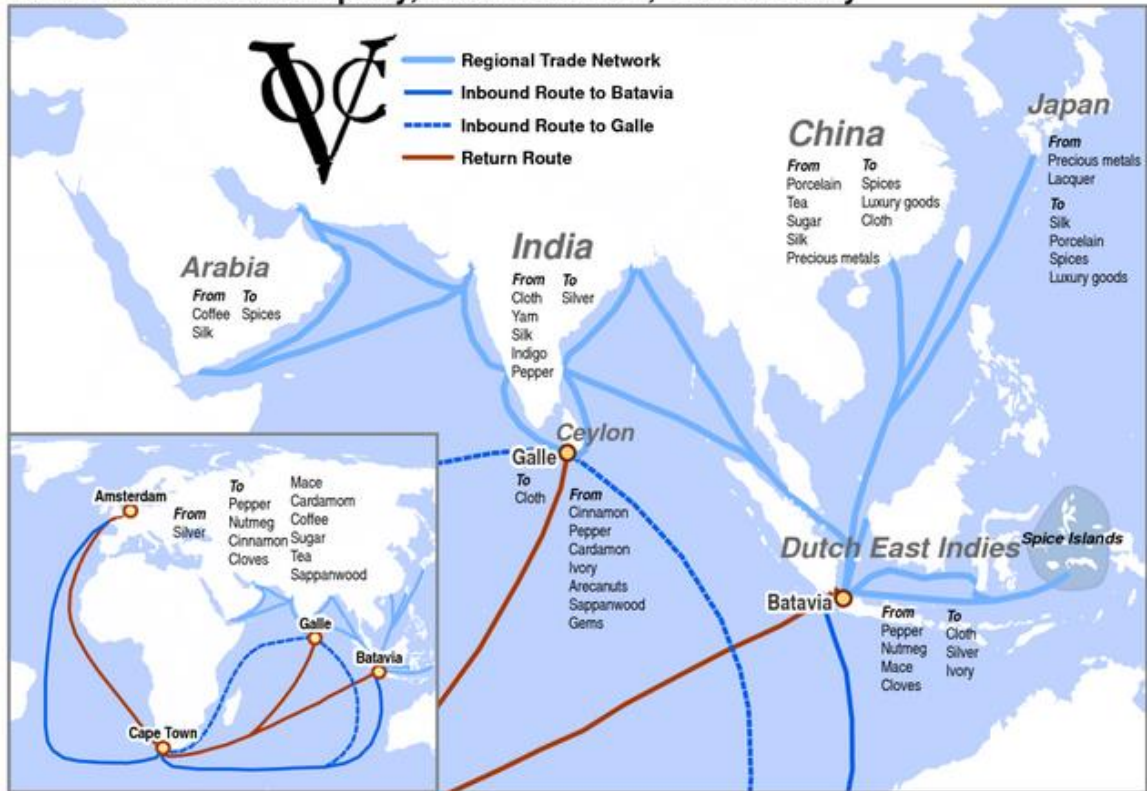 VOC
Regional Trade Network
Inbound Route to Batavia
Inbound Route to Galle
Return Route
Japan
From
Precious metals
Lacquer
To
Silk
Porcelain
Spices
Luxury goods
China
From
Porcelain
Tea
Sugar
Silk
Precious metals
To
Spices
Luxury goods
Cloth
India
From
Cloth
Yarn
Silk
Indigo
Pepper
To
Silver
Arabia
From
Coffee
Silk
To
Spices
Ceylon
Galle
To
Cloth
From
Cinnamon
Pepper
Cardamon
Ivory
Arecanuts
Sappanwood
Gems
Dutch East Indies
Spice Islands
Batavia
From
Pepper
Nutmeg
Mace
Cloves
To
Cloth
Silver
Ivory
Amsterdam
From
Silver
To
Pepper
Nutmeg
Cinnamon
Cloves
Mace
Cardamom
Coffee
Sugar
Tea
Sappanwood
Galle
Batavia
Cape Town